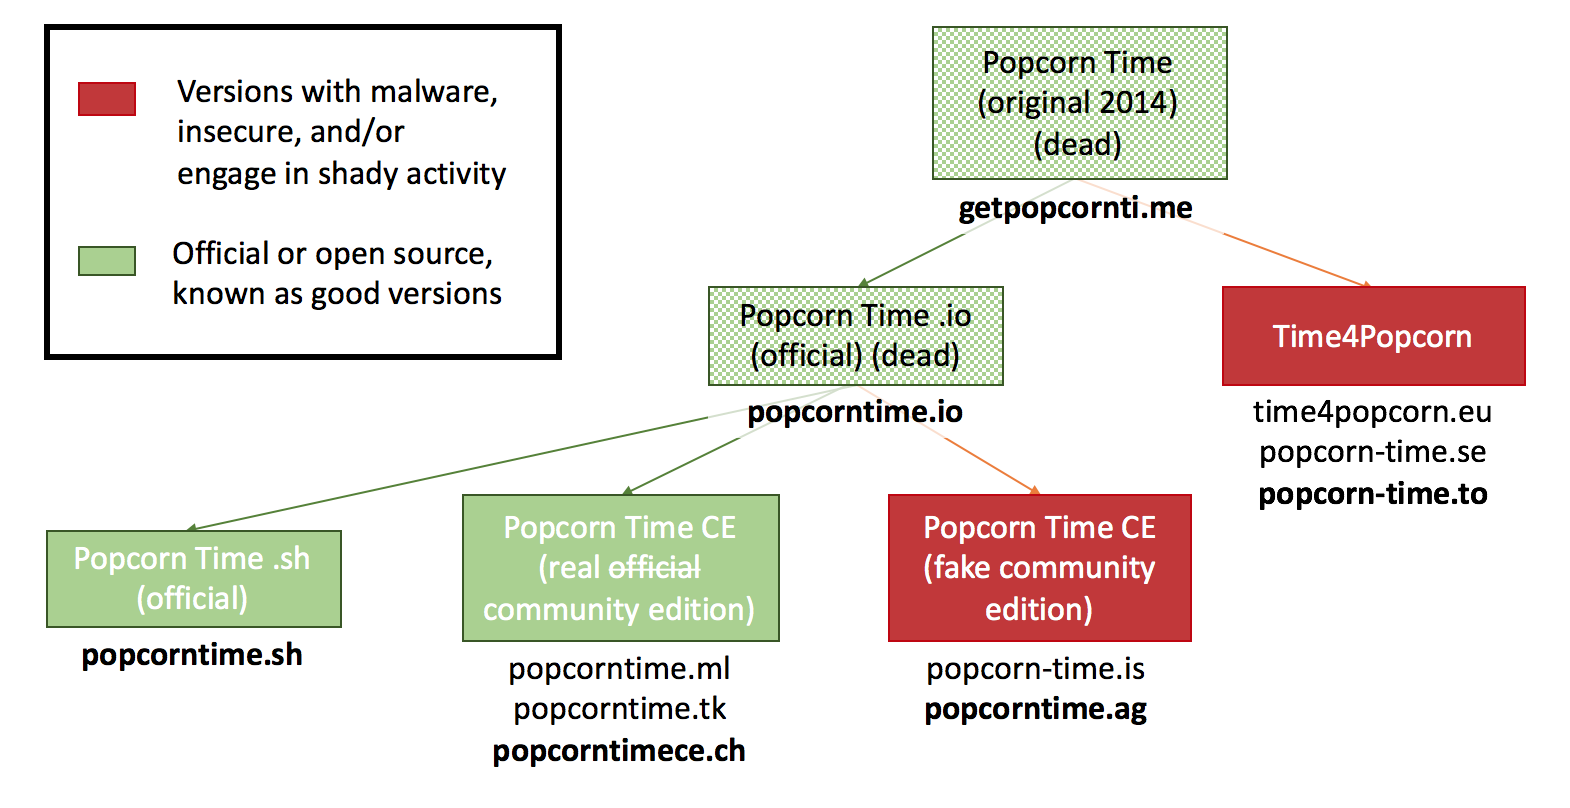 Versions with malware,
insecure, and/or
engage in shady activity
Official or open source,
known as good versions
Popcorn Time
(original 2014)
(dead)
getpopcornti.me
Popcorn Time .io
(official) (dead)
popcorntime.io
Time4Popcorn
time4popcorn.eu
popcorn-time.se
popcorn-time.to
Popcorn Time .sh
(official)
popcorntime.sh
Popcorn Time CE
(real official
community edition)
popcorntime.ml
popcorntime.tk
popcorntimece.ch
Popcorn Time CE
(fake community
edition)
popcorn-time.is
popcorntime.ag